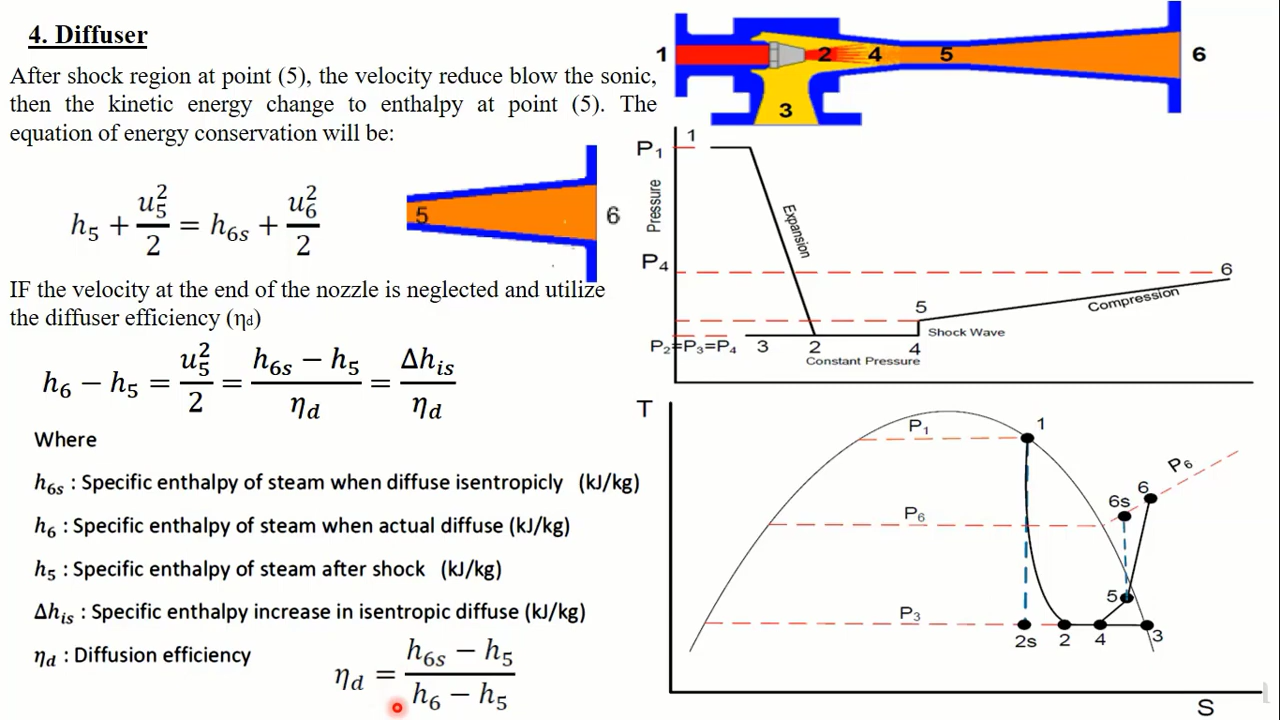 4. Diffuser
After shock region at point (5), the velocity reduce blow the sonic,
then the kinetic energy change to enthalpy at point (5). The
equation of energy conservation will be:
h₅ + u₅²/2 = h₆ₛ + u₆²/2
5
6
IF the velocity at the end of the nozzle is neglected and utilize
the diffuser efficiency (ηd)
h₆ − h₅ = u₅²/2 = (h₆ₛ − h₅)/η_d = Δh_is/η_d
Where
h₆ₛ : Specific enthalpy of steam when diffuse isentropicly (kJ/kg)
h₆ : Specific enthalpy of steam when actual diffuse (kJ/kg)
h₅ : Specific enthalpy of steam after shock (kJ/kg)
Δh_is : Specific enthalpy increase in isentropic diffuse (kJ/kg)
η_d : Diffusion efficiency
η_d = (h₆ₛ − h₅)/(h₆ − h₅)
1 2 4 5 6
3
P₁ 1
Pressure
Expansion
P₄
6
5
Compression
Shock Wave
P₂=P₃=P₄ 3 2 4
Constant Pressure
T
P₁ 1
P₆
6
6s
P₆
5
P₃
2s 2 4 3
S